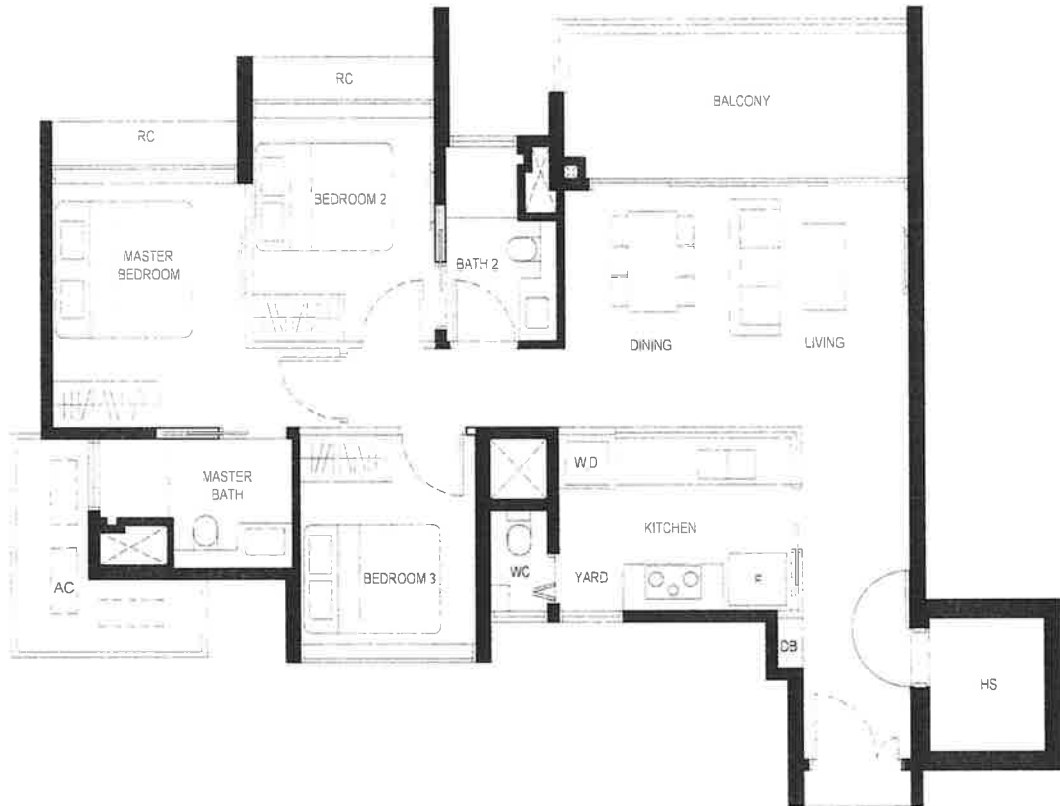 RC
BALCONY
RC
BEDROOM 2
MASTER
BEDROOM
BATH 2
DINING
LIVING
WD
MASTER
BATH
KITCHEN
BEDROOM 3
WC
YARD
F
AC
DB
HS